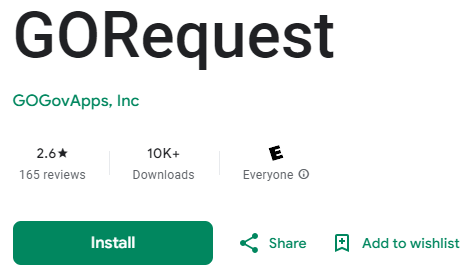 GORequest
GOGovApps, Inc
2.6★ 10K+ E
165 reviews Downloads Everyone
Install Share Add to wishlist